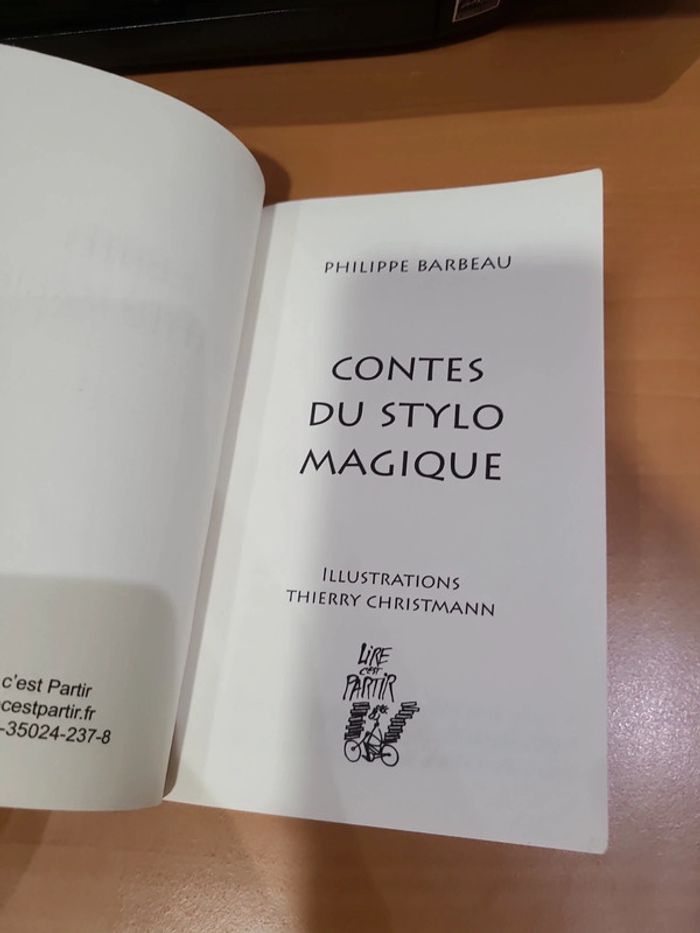 c'est Partir
cestpartir.fr
-35024-237-8
PHILIPPE BARBEAU
CONTES
DU STYLO
MAGIQUE
ILLUSTRATIONS
THIERRY CHRISTMANN
LIRE
C'EST
PARTIR